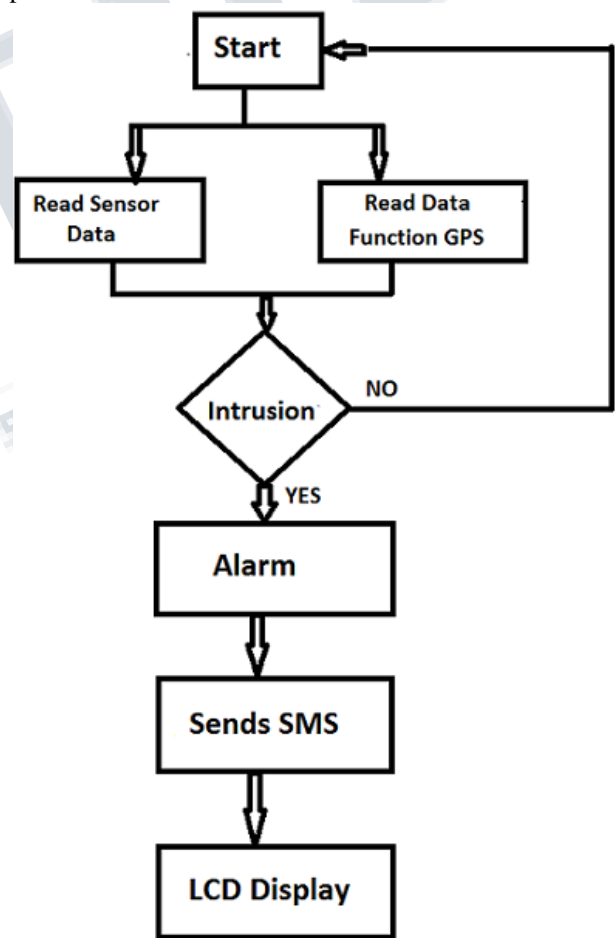 Start
Read Sensor
Data
Read Data
Function GPS
Intrusion
NO
YES
Alarm
Sends SMS
LCD Display